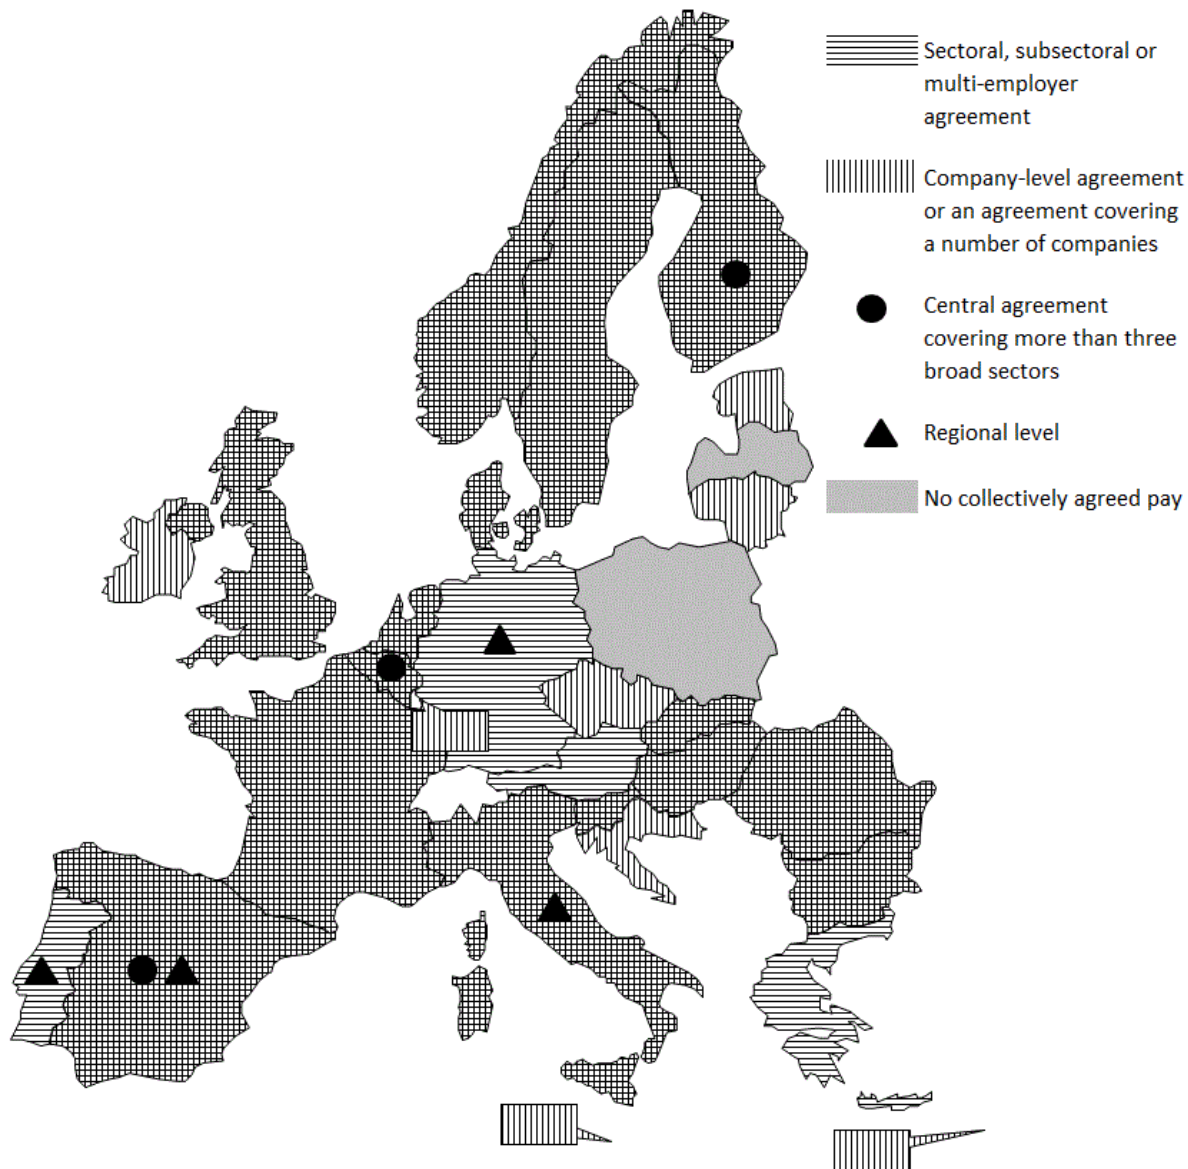 Sectoral, subsectoral or
multi-employer
agreement
Company-level agreement
or an agreement covering
a number of companies
Central agreement
covering more than three
broad sectors
Regional level
No collectively agreed pay